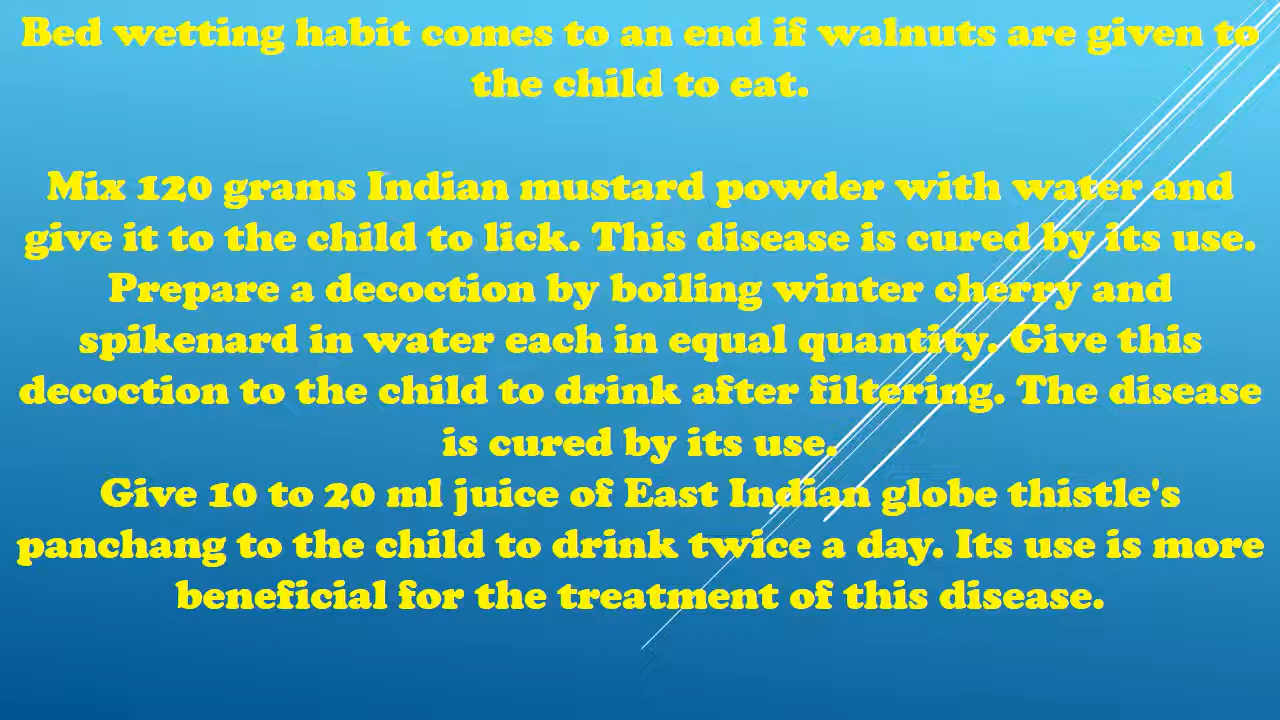 Bed wetting habit comes to an end if walnuts are given to
the child to eat.
Mix 120 grams Indian mustard powder with water and
give it to the child to lick. This disease is cured by its use.
Prepare a decoction by boiling winter cherry and
spikenard in water each in equal quantity. Give this
decoction to the child to drink after filtering. The disease
is cured by its use.
Give 10 to 20 ml juice of East Indian globe thistle's
panchang to the child to drink twice a day. Its use is more
beneficial for the treatment of this disease.